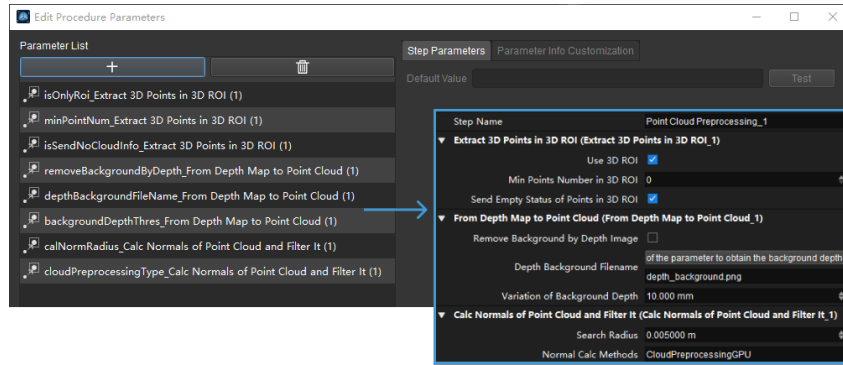 Edit Procedure Parameters
Parameter List
Step Parameters
Parameter Info Customization
Default Value
Test
isOnlyRoi_Extract 3D Points in 3D ROI (1)
minPointNum_Extract 3D Points in 3D ROI (1)
isSendNoCloudInfo_Extract 3D Points in 3D ROI (1)
removeBackgroundByDepth_From Depth Map to Point Cloud (1)
depthBackgroundFileName_From Depth Map to Point Cloud (1)
backgroundDepthThres_From Depth Map to Point Cloud (1)
calNormRadius_Calc Normals of Point Cloud and Filter It (1)
cloudPreprocessingType_Calc Normals of Point Cloud and Filter It (1)
Step Name Point Cloud Preprocessing_1
Extract 3D Points in 3D ROI (Extract 3D Points in 3D ROI_1)
Use 3D ROI
Min Points Number in 3D ROI 0
Send Empty Status of Points in 3D ROI
From Depth Map to Point Cloud (From Depth Map to Point Cloud_1)
Remove Background by Depth Image
Depth Background Filename
of the parameter to obtain the background depth
depth_background.png
Variation of Background Depth 10.000 mm
Calc Normals of Point Cloud and Filter It (Calc Normals of Point Cloud and Filter It_1)
Search Radius 0.005000 m
Normal Calc Methods CloudPreprocessingGPU